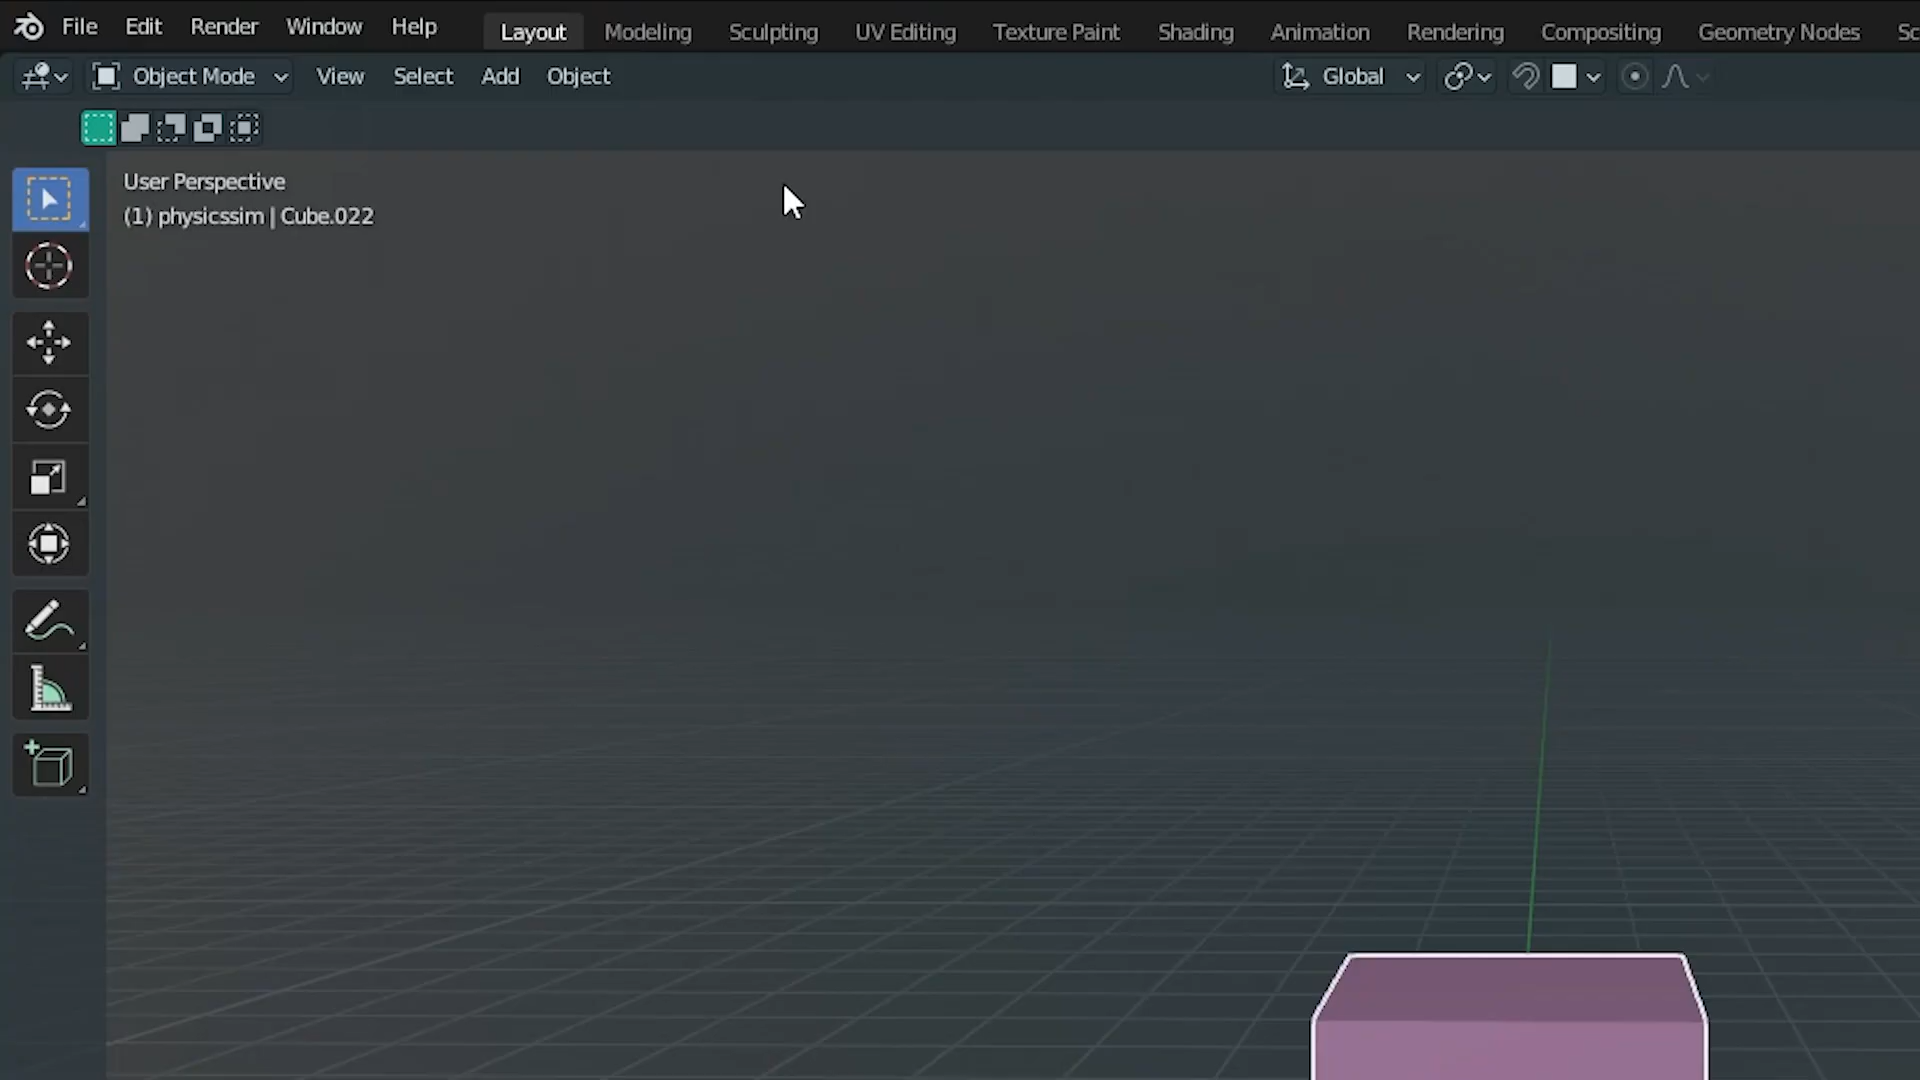 File Edit Render Window Help Layout Modeling Sculpting UV Editing Texture Paint Shading Animation Rendering Compositing Geometry Nodes Sc
Object Mode View Select Add Object Global
User Perspective
(1) physicssim | Cube.022